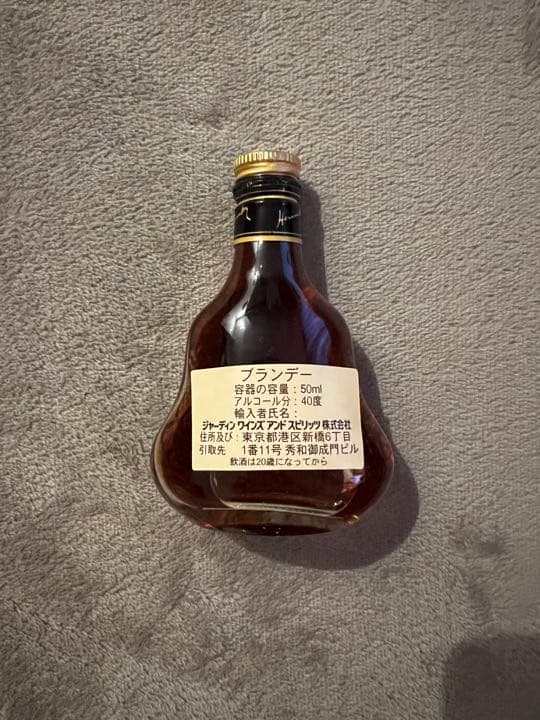 ブランデー
容器の容量：50ml
アルコール分：40度
輸入者氏名：
ジャーディン ワインズ アンド スピリッツ 株式会社
住所及び：東京都港区新橋6丁目
引取先 1番11号 秀和御成門ビル
飲酒は20歳になってから